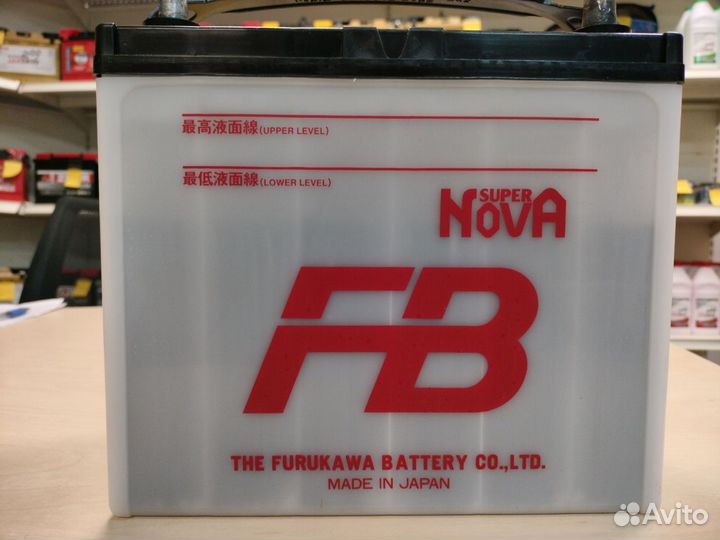 最高液面線(UPPER LEVEL)
最低液面線(LOWER LEVEL)
SUPER
NOVA
FB
THE FURUKAWA BATTERY CO.,LTD.
MADE IN JAPAN
Avito